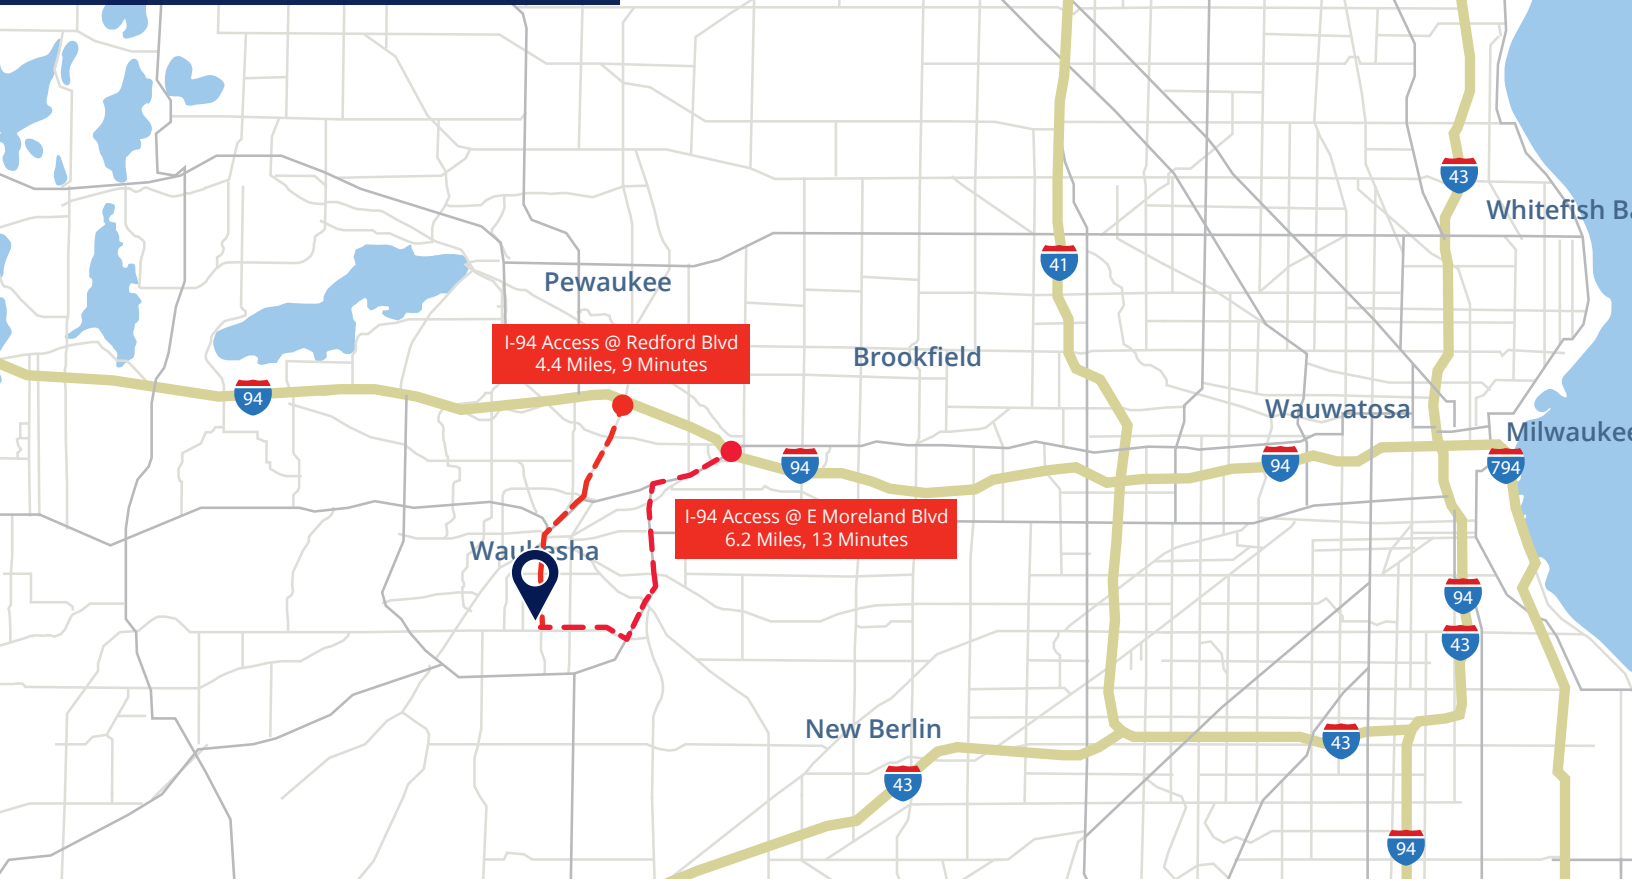 43
Whitefish
41
Pewaukee
I-94 Access @ Redford Blvd
4.4 Miles, 9 Minutes
Brookfield
94
Wauwatosa
Milwaukee
94
94
794
I-94 Access @ E Moreland Blvd
6.2 Miles, 13 Minutes
Waukesha
94
43
New Berlin
43
43
94